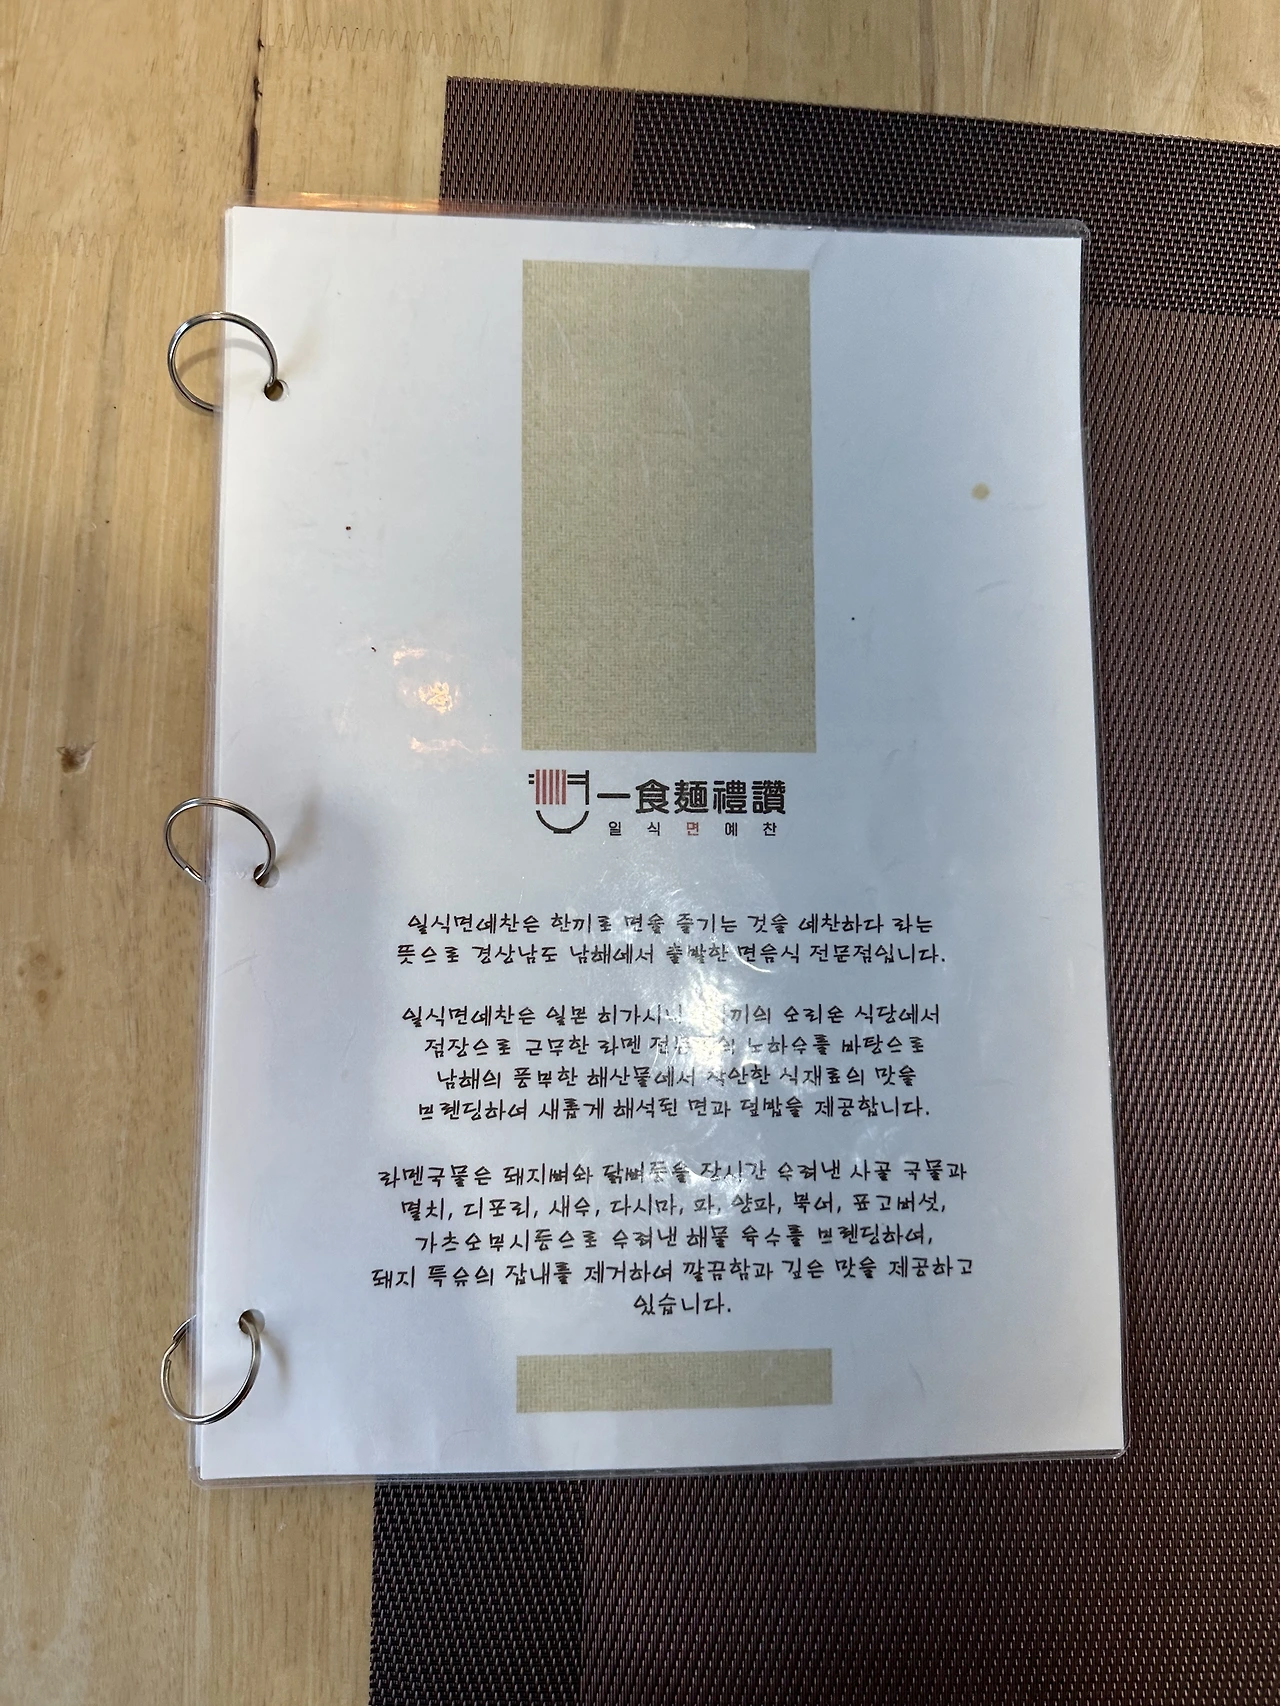 一食麵禮讚
일식면예찬
일식면예찬은 한끼로 면을 즐기는 것을 예찬하다 라는
뜻으로 경상남도 남해에서 출발한 면음식 전문점입니다.
일식면예찬은 일본 히가시 소리온 식당에서
점장으로 근무한 라멘 노하우를 바탕으로
남해의 풍부한 해산물에서 착안한 식재료의 맛을
브렌딩하여 새롭게 해석된 면과 덮밥을 제공합니다.
라멘국물은 돼지뼈와 닭뼈등을 장시간 우려낸 사골 국물과
멸치, 디포리, 새우, 다시마, 파, 양파, 북어, 표고버섯,
가츠오부시등으로 우려낸 해물 육수를 브렌딩하여,
돼지 특유의 잡내를 제거하여 깔끔함과 깊은 맛을 제공하고
있습니다.